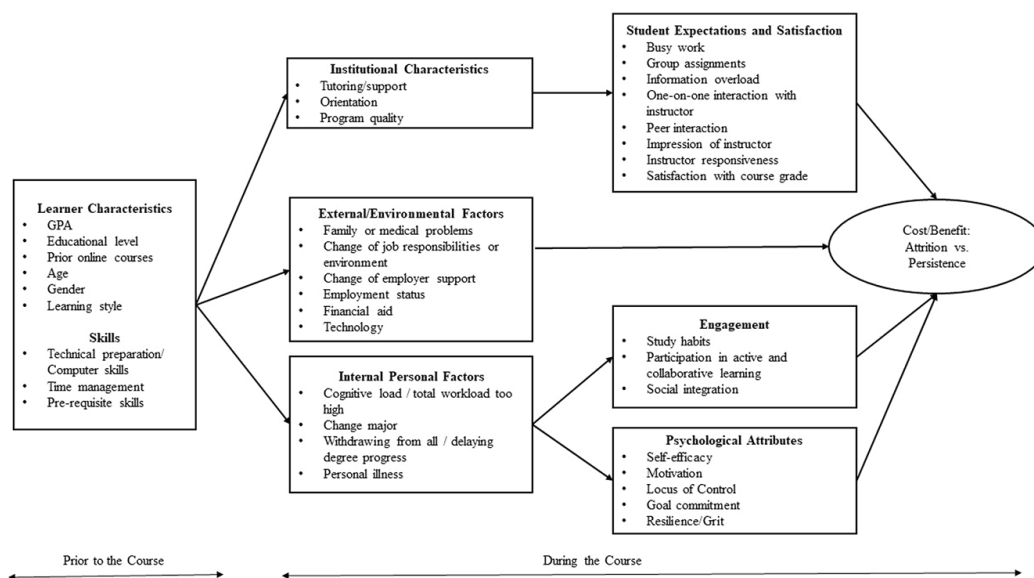 Learner Characteristics
• GPA
• Educational level
• Prior online courses
• Age
• Gender
• Learning style
Skills
• Technical preparation/
Computer skills
• Time management
• Pre-requisite skills
Institutional Characteristics
• Tutoring/support
• Orientation
• Program quality
External/Environmental Factors
• Family or medical problems
• Change of job responsibilities or
environment
• Change of employer support
• Employment status
• Financial aid
• Technology
Internal Personal Factors
• Cognitive load / total workload too
high
• Change major
• Withdrawing from all / delaying
degree progress
• Personal illness
Student Expectations and Satisfaction
• Busy work
• Group assignments
• Information overload
• One-on-one interaction with
instructor
• Peer interaction
• Impression of instructor
• Instructor responsiveness
• Satisfaction with course grade
Engagement
• Study habits
• Participation in active and
collaborative learning
• Social integration
Psychological Attributes
• Self-efficacy
• Motivation
• Locus of Control
• Goal commitment
• Resilience/Grit
Cost/Benefit:
Attrition vs.
Persistence
Prior to the Course
During the Course